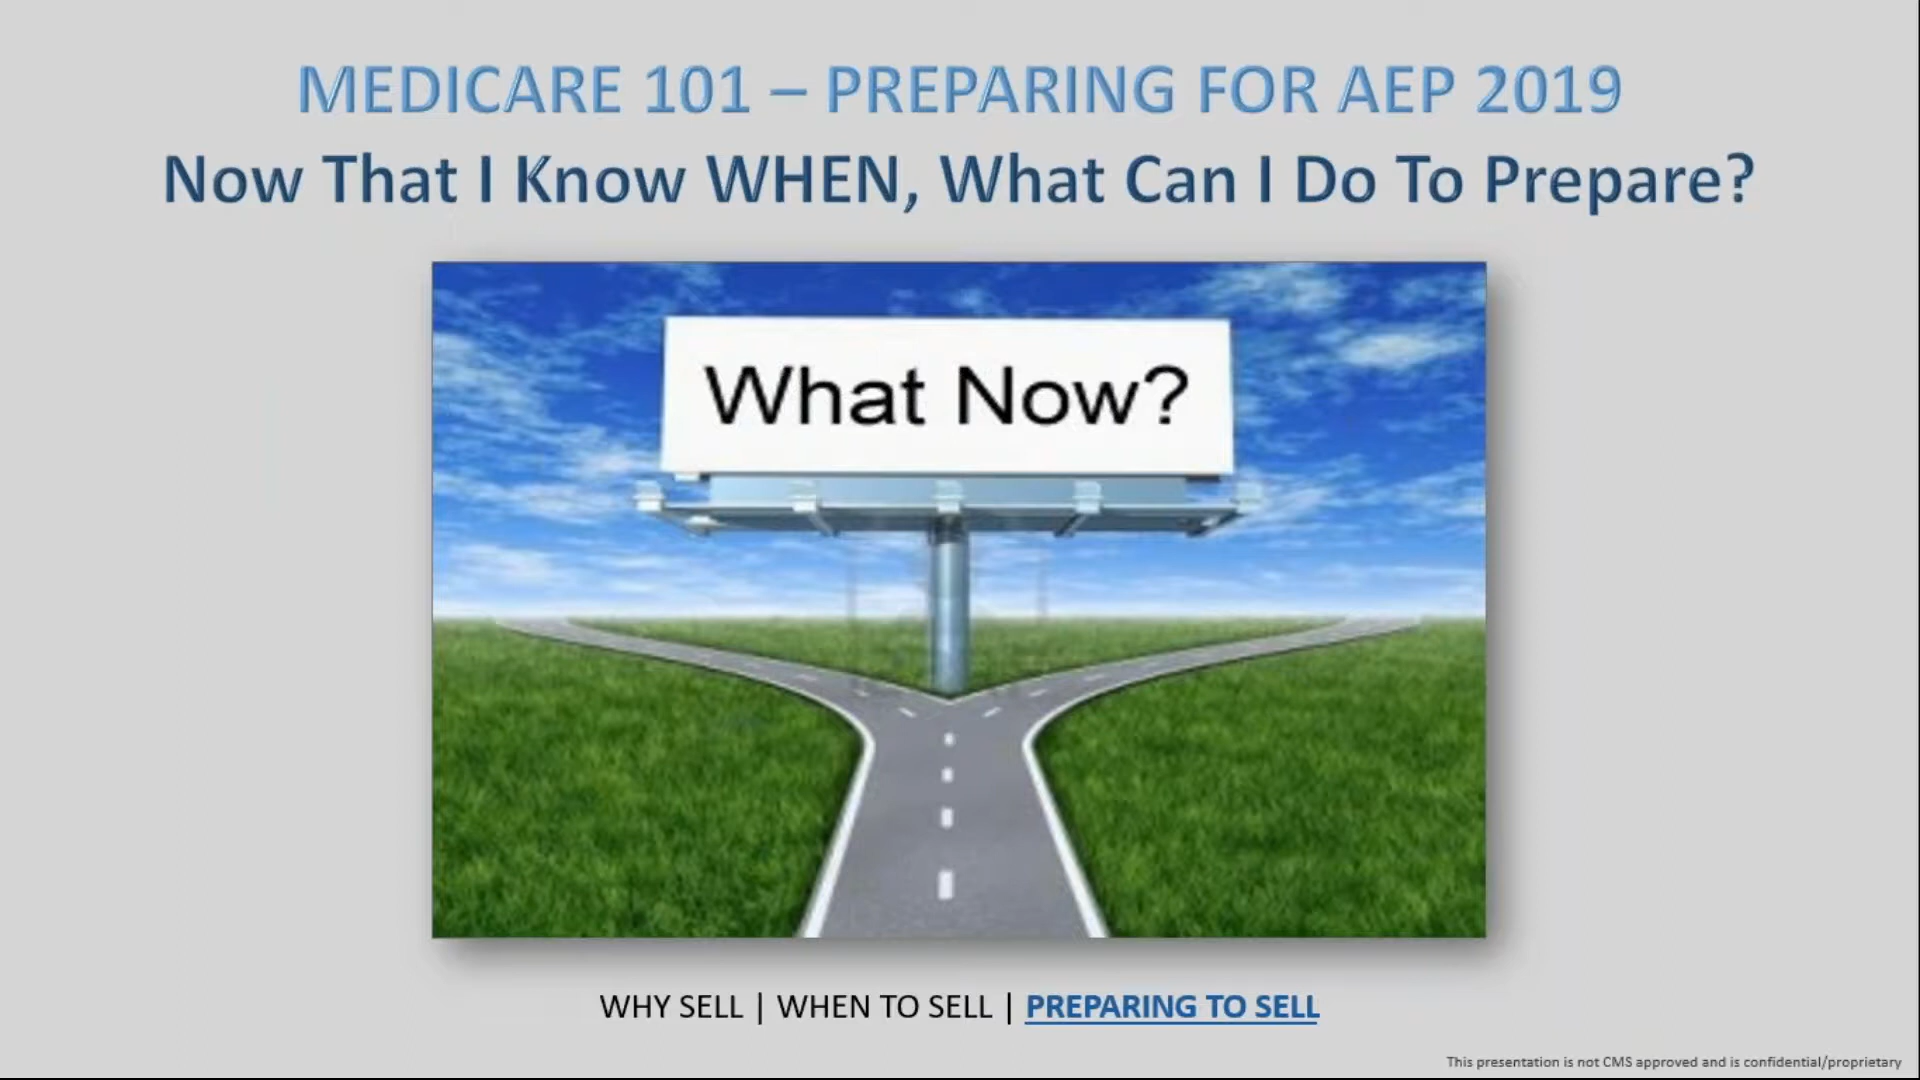 MEDICARE 101 – PREPARING FOR AEP 2019
Now That I Know WHEN, What Can I Do To Prepare?
What Now?
WHY SELL | WHEN TO SELL | PREPARING TO SELL
This presentation is not CMS approved and is confidential/proprietary